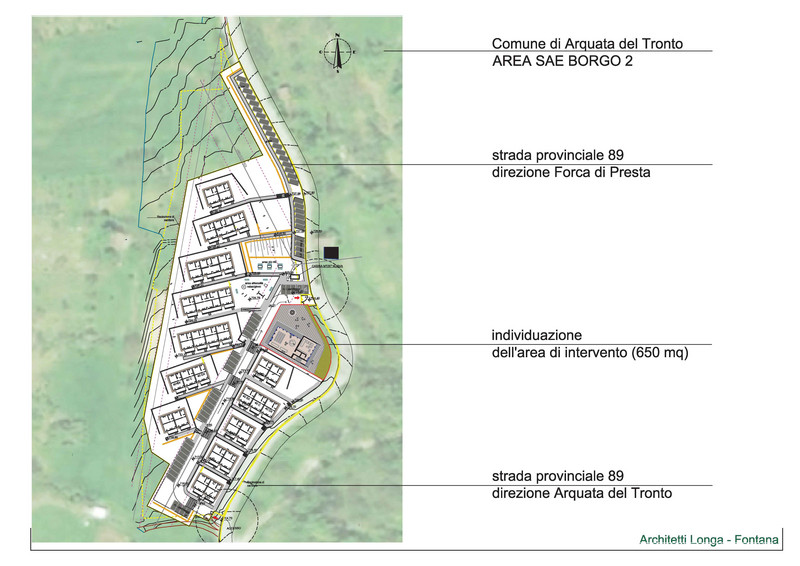 N
Comune di Arquata del Tronto
AREA SAE BORGO 2
strada provinciale 89
direzione Forca di Presta
individuazione
dell'area di intervento (650 mq)
strada provinciale 89
direzione Arquata del Tronto
Architetti Longa - Fontana